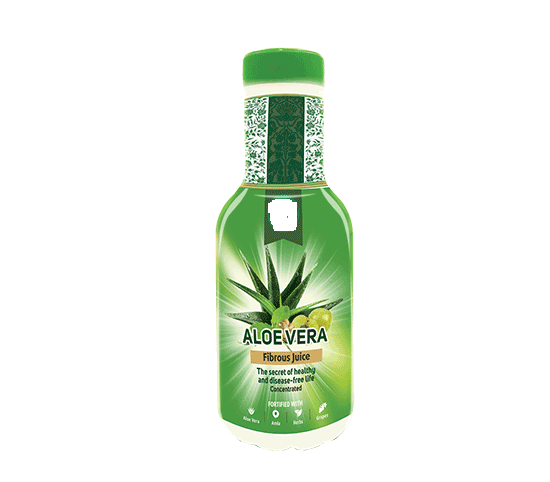 ALOE VERA
Fibrous Juice
The secret of healthy
and disease-free life
Concentrated
FORTIFIED WITH
Aloe Vera Amla Herbs Grapes